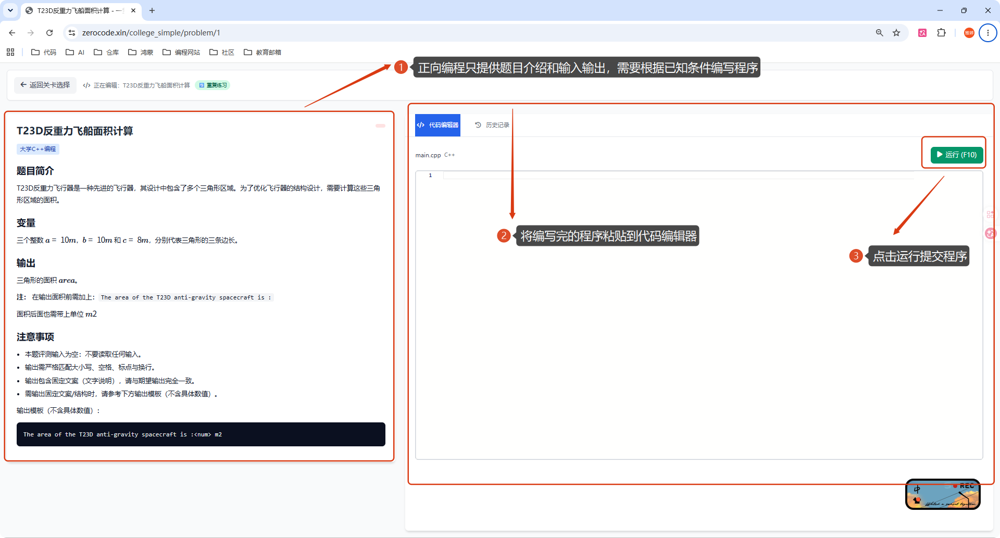 T23D反重力飞船面积计算 - 一
zerocode.xin/college_simple/problem/1
雅婷
代码
AI
仓库
鸿蒙
编程网站
社区
教育邮箱
1 正向编程只提供题目介绍和输入输出，需要根据已知条件编写程序
返回关卡选择
</> 正在编辑：T23D反重力飞船面积计算
重复练习
T23D反重力飞船面积计算
大学C++编程
题目简介
T23D反重力飞行器是一种先进的飞行器，其设计中包含了多个三角形区域。为了优化飞行器的结构设计，需要计算这些三角
形区域的面积。
变量
三个整数 a = 10m，b = 10m 和 c = 8m，分别代表三角形的三条边长。
输出
三角形的面积 area。
注： 在输出面积前需加上： The area of the T23D anti-gravity spacecraft is :
面积后面也需带上单位 m2
注意事项
• 本题评测输入为空：不要读取任何输入。
• 输出需严格匹配大小写、空格、标点与换行。
• 输出包含固定文案（文字说明），请与期望输出完全一致。
• 需输出固定文案/结构时，请参考下方输出模板（不含具体数值）。
输出模板（不含具体数值）：
The area of the T23D anti-gravity spacecraft is :<num> m2
</> 代码编辑器
历史记录
main.cpp C++
运行 (F10)
1
2 将编写完的程序粘贴到代码编辑器
3 点击运行提交程序
中
REC
Watch a sunset together